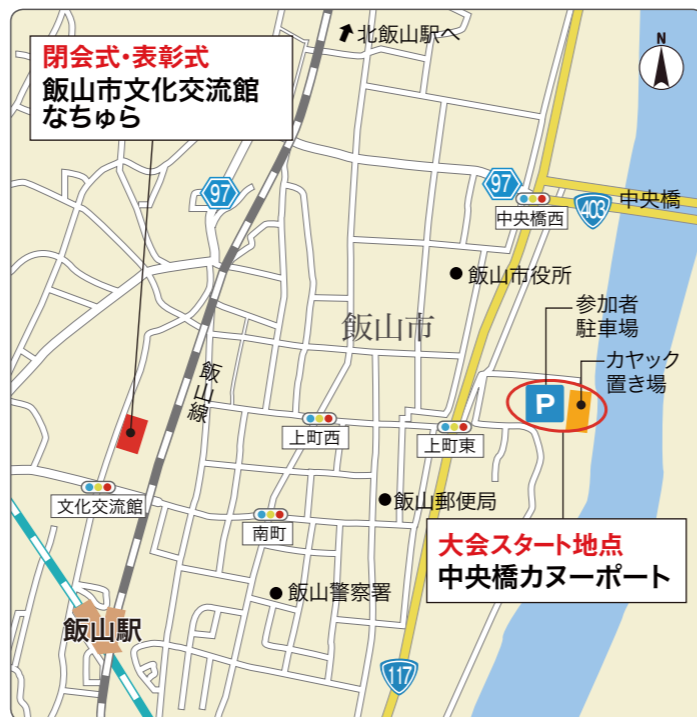 北飯山駅へ
N
閉会式・表彰式
飯山市文化交流館
なちゅら
97
97
中央橋西
403
中央橋
飯山市役所
飯山市
参加者
駐車場
カヤック
置き場
飯山線
P
上町西
上町東
文化交流館
飯山郵便局
南町
大会スタート地点
中央橋カヌーポート
飯山警察署
飯山駅
117